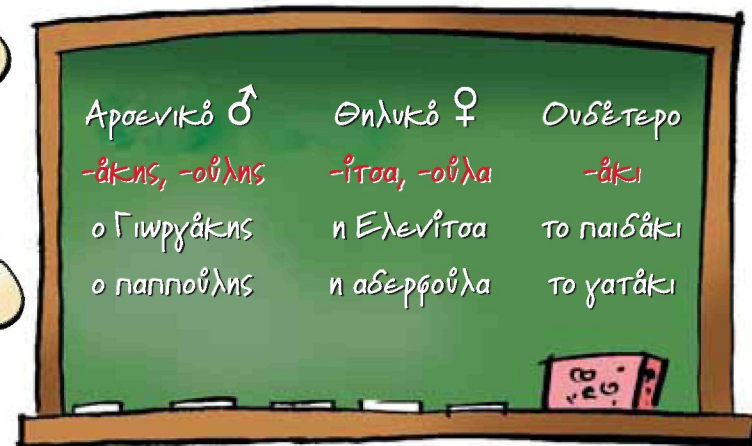 Αρσενικό ♂ Θηλυκό ♀ Ουδέτερο
-άκης, -ούλης -ίτσα, -ούλα -άκι
ο Γιωργάκης η Ελενίτσα το παιδάκι
ο παππούλης η αδερφούλα το γατάκι